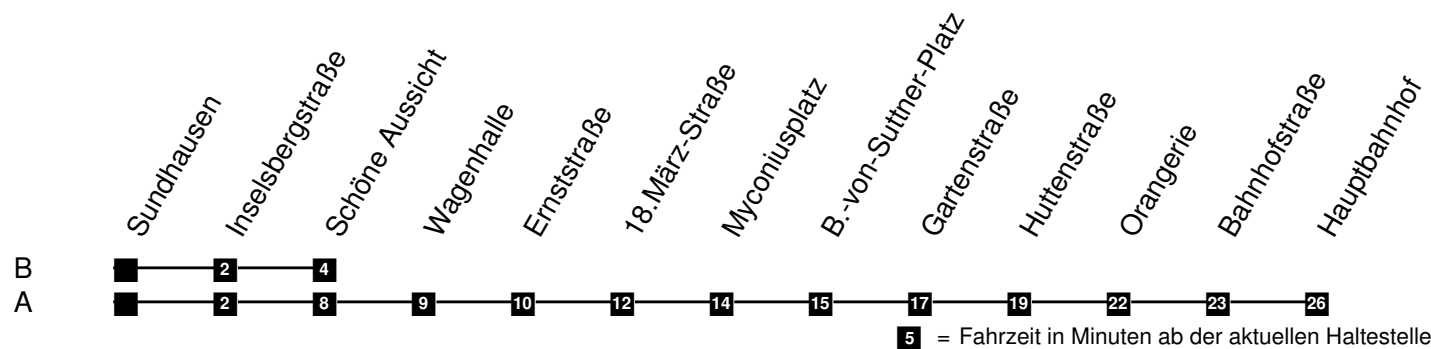 Sundhausen
Inselsbergstraße
Schöne Aussicht
Wagenhalle
Ernststraße
18.März-Straße
Myconiusplatz
B.-von-Suttner-Platz
Gartenstraße
Huttenstraße
Orangerie
Bahnhofstraße
Hauptbahnhof
B 2 4
A 2 8 9 10 12 14 15 17 19 22 23 26
5 = Fahrzeit in Minuten ab der aktuellen Haltestelle